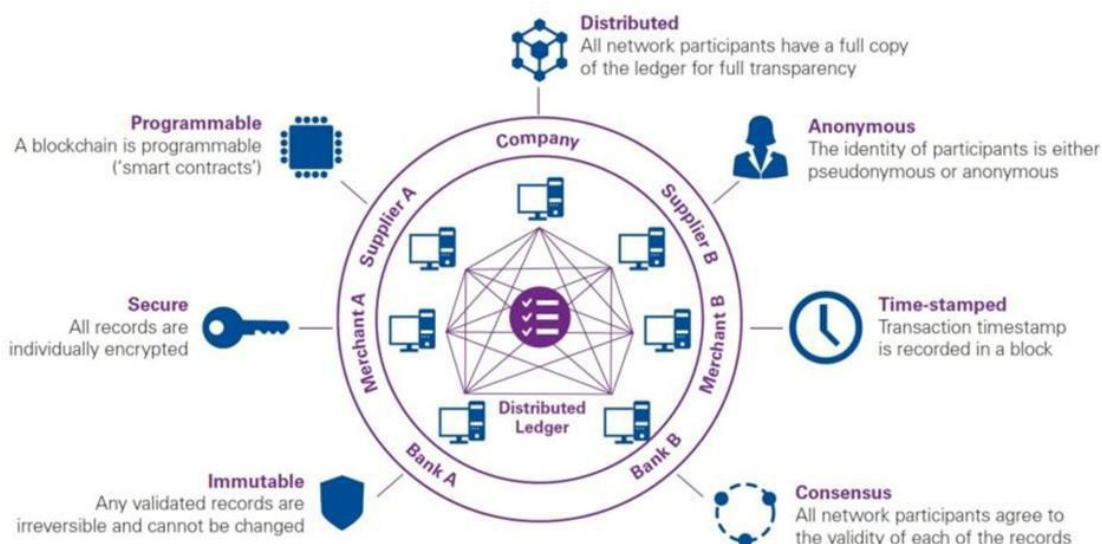 Distributed
All network participants have a full copy
of the ledger for full transparency
Programmable
A blockchain is programmable
('smart contracts')
Anonymous
The identity of participants is either
pseudonymous or anonymous
Company
Supplier A
Supplier B
Secure
All records are
individually encrypted
Merchant A
Merchant B
Time-stamped
Transaction timestamp
is recorded in a block
Distributed
Ledger
Bank A
Bank B
Immutable
Any validated records are
irreversible and cannot be changed
Consensus
All network participants agree to
the validity of each of the records